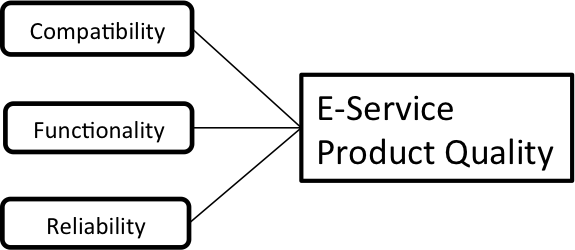 Compatibility
Functionality
Reliability
E-Service
Product Quality